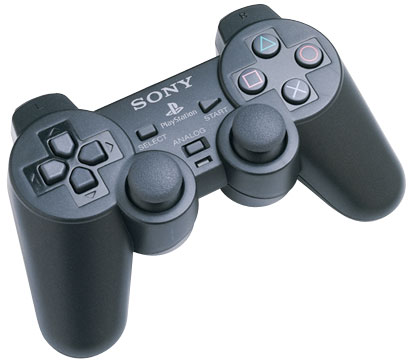 SONY
PlayStation
SELECT
START
ANALOG